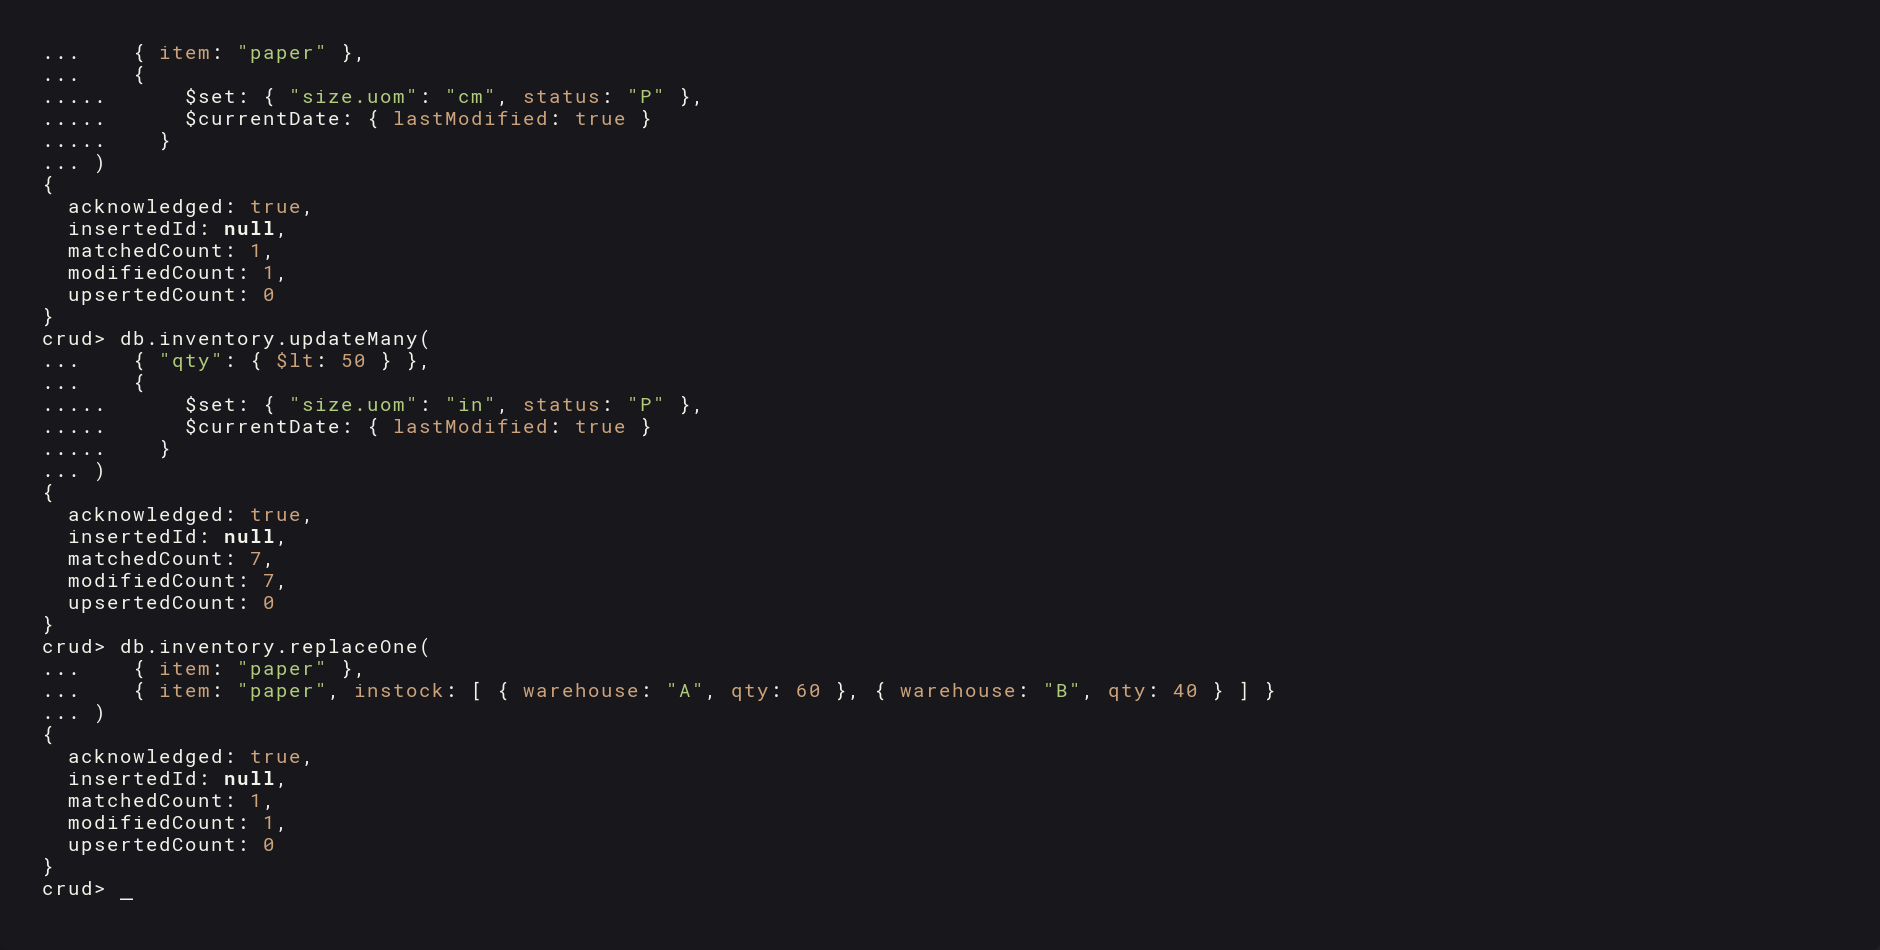 ...    { item: "paper" },
...    {
.....      $set: { "size.uom": "cm", status: "P" },
.....      $currentDate: { lastModified: true }
.....    }
... )
{
  acknowledged: true,
  insertedId: null,
  matchedCount: 1,
  modifiedCount: 1,
  upsertedCount: 0
}
crud> db.inventory.updateMany(
...    { "qty": { $lt: 50 } },
...    {
.....      $set: { "size.uom": "in", status: "P" },
.....      $currentDate: { lastModified: true }
.....    }
... )
{
  acknowledged: true,
  insertedId: null,
  matchedCount: 7,
  modifiedCount: 7,
  upsertedCount: 0
}
crud> db.inventory.replaceOne(
...    { item: "paper" },
...    { item: "paper", instock: [ { warehouse: "A", qty: 60 }, { warehouse: "B", qty: 40 } ] }
... )
{
  acknowledged: true,
  insertedId: null,
  matchedCount: 1,
  modifiedCount: 1,
  upsertedCount: 0
}
crud> _